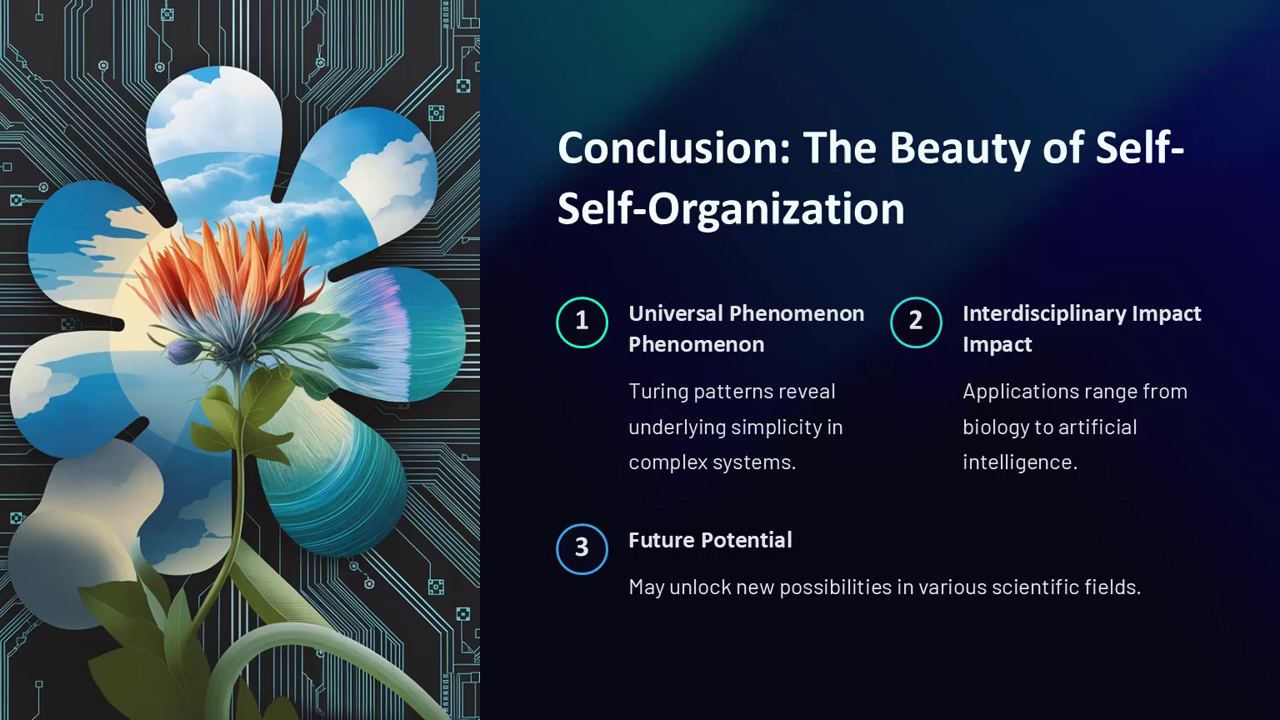 Conclusion: The Beauty of Self-
Self-Organization
1
Universal Phenomenon
Phenomenon
Turing patterns reveal
underlying simplicity in
complex systems.
2
Interdisciplinary Impact
Impact
Applications range from
biology to artificial
intelligence.
3
Future Potential
May unlock new possibilities in various scientific fields.